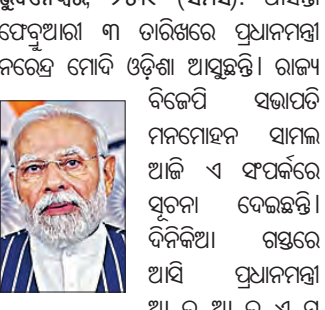 ଫେବୃଆରୀ ୩ ତାରିଖରେ ପ୍ରଧାନମନ୍ତ୍ରୀ
ନରେନ୍ଦ୍ର ମୋଦି ଓଡ଼ିଶା ଆସୁଛନ୍ତି। ରାଜ୍ୟ
ବିଜେପି ସଭାପତି
ମନମୋହନ ସାମଲ
ଆଜି ଏ ସଂପର୍କରେ
ସୂଚନା ଦେଇଛନ୍ତି।
ଦିନିକିଆ ଗସ୍ତରେ
ଆସି ପ୍ରଧାନମନ୍ତ୍ରୀ